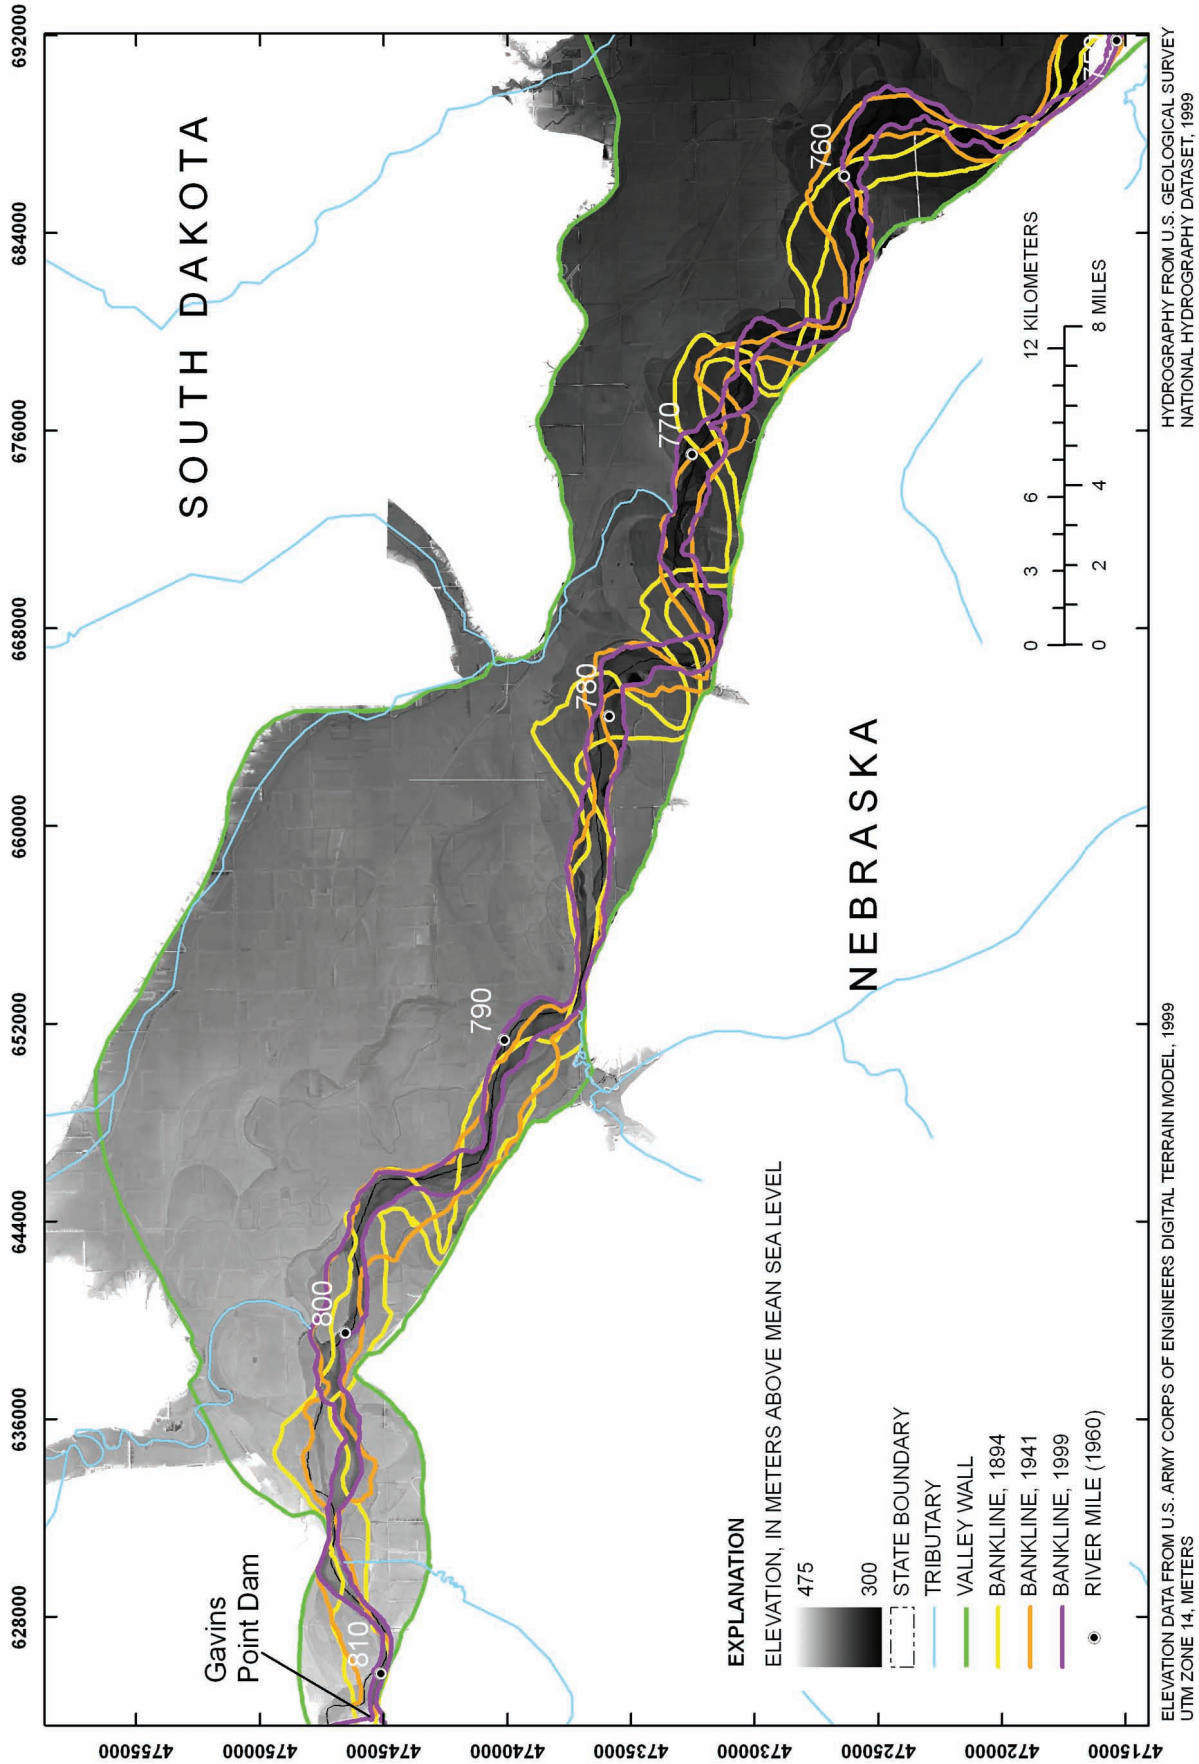 628000
636000
644000
652000
660000
668000
676000
684000
692000
4755000
4750000
4745000
4740000
4735000
4730000
4725000
4720000
4715000
SOUTH DAKOTA
NEBRASKA
Gavins
Point Dam
810
800
790
780
770
760
EXPLANATION
ELEVATION, IN METERS ABOVE MEAN SEA LEVEL
475
300
STATE BOUNDARY
TRIBUTARY
VALLEY WALL
BANKLINE, 1894
BANKLINE, 1941
BANKLINE, 1999
RIVER MILE (1960)
0 3 6 12 KILOMETERS
0 2 4 8 MILES
ELEVATION DATA FROM U.S. ARMY CORPS OF ENGINEERS DIGITAL TERRAIN MODEL, 1999
UTM ZONE 14, METERS
HYDROGRAPHY FROM U.S. GEOLOGICAL SURVEY
NATIONAL HYDROGRAPHY DATASET, 1999